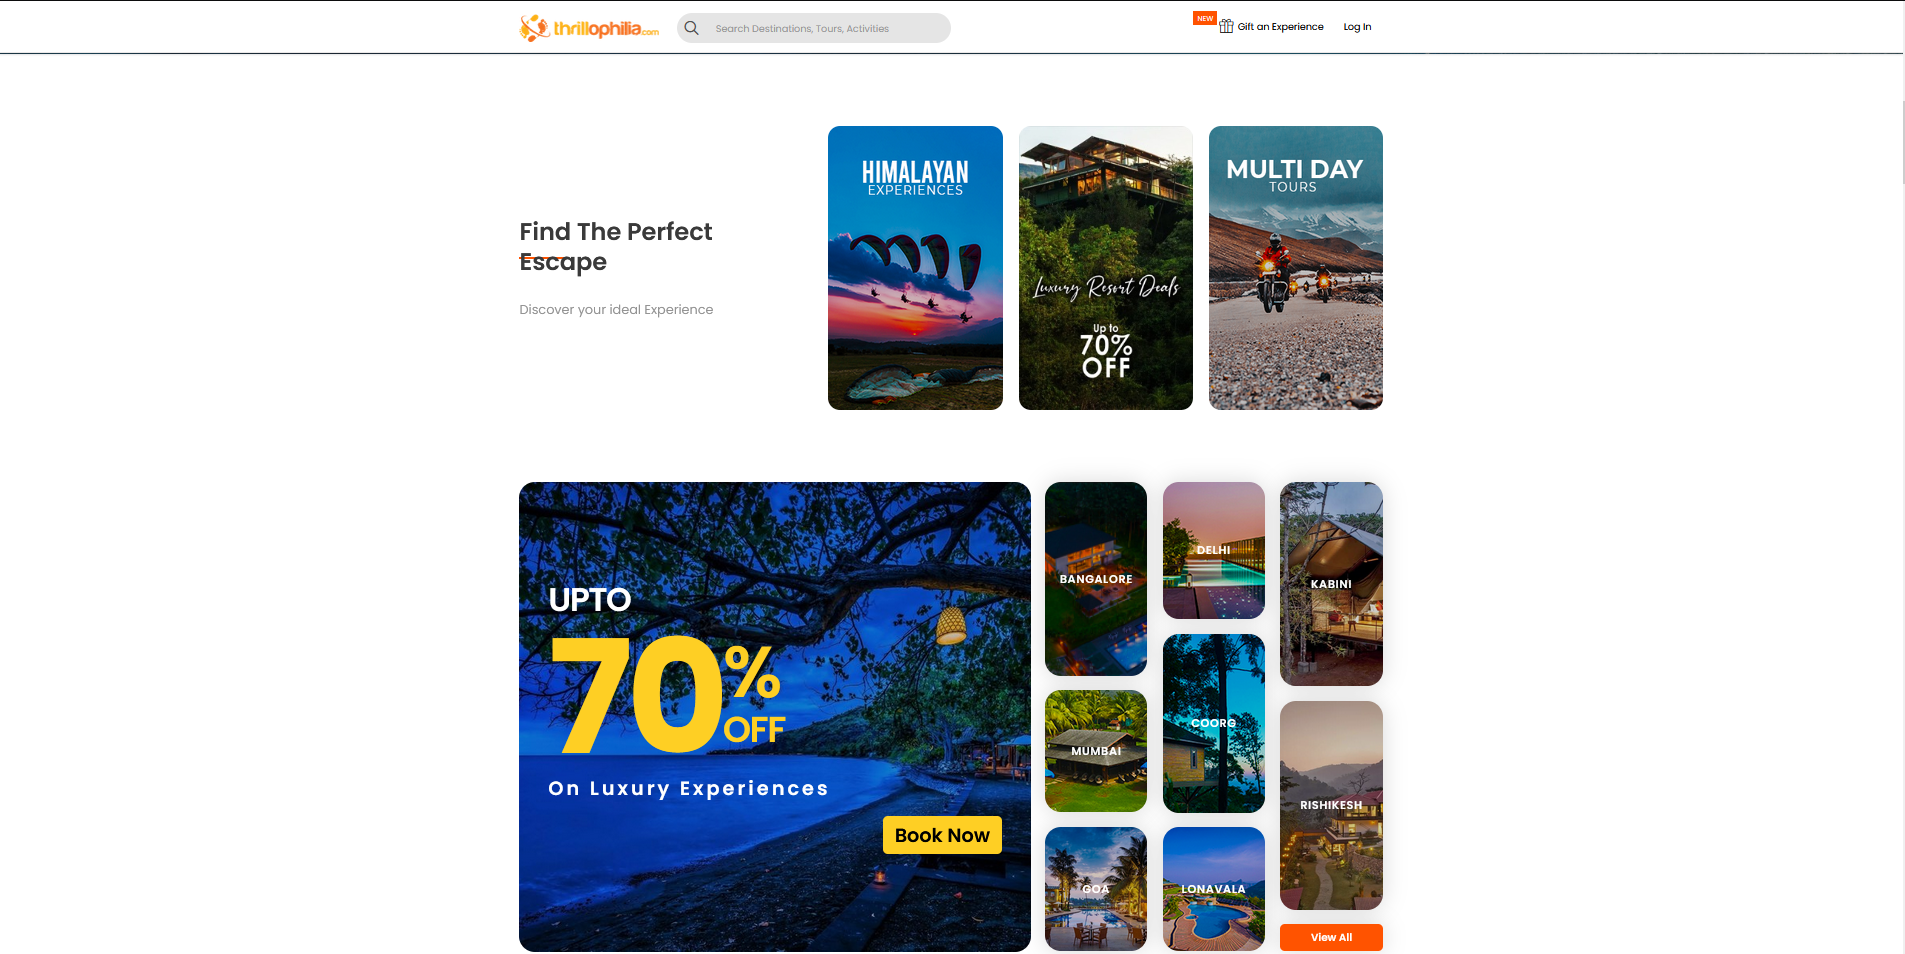 thrillophilia.com
Search Destinations, Tours, Activities
NEW
Gift an Experience
Log In
Find The Perfect
Escape
Discover your ideal Experience
HIMALAYAN
EXPERIENCES
Luxury Resort Deals
Up to
70%
OFF
MULTI DAY
TOURS
UPTO
70%
OFF
On Luxury Experiences
Book Now
BANGALORE
DELHI
KABINI
MUMBAI
COORG
RISHIKESH
GOA
LONAVALA
View All